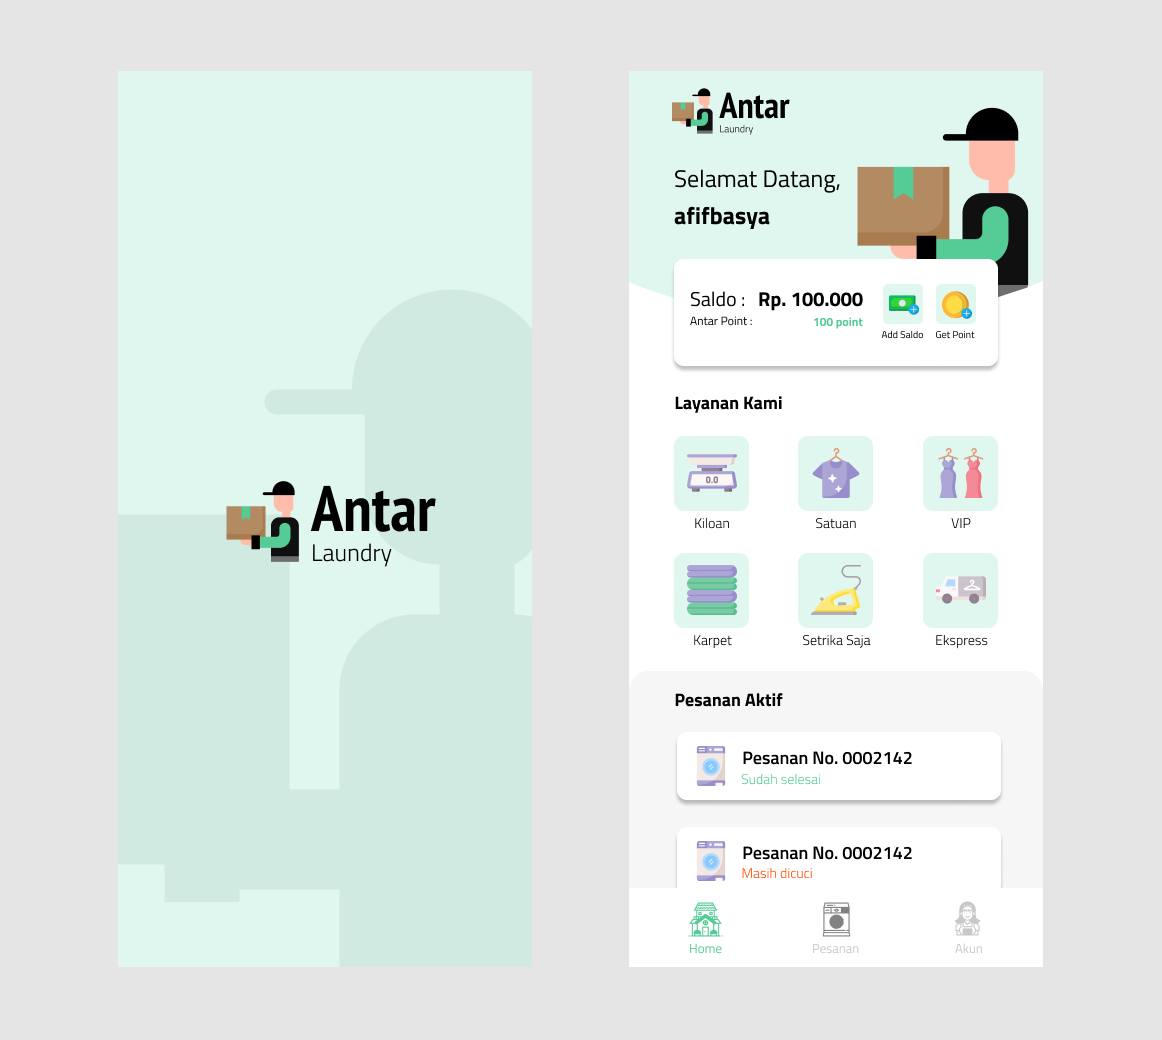 Antar
Laundry
Antar
Laundry
Selamat Datang,
afifbasya
Saldo : Rp. 100.000
Antar Point : 100 point
Add Saldo Get Point
Layanan Kami
0.0
Kiloan Satuan VIP
Karpet Setrika Saja Ekspress
Pesanan Aktif
Pesanan No. 0002142
Sudah selesai
Pesanan No. 0002142
Masih dicuci
Home Pesanan Akun